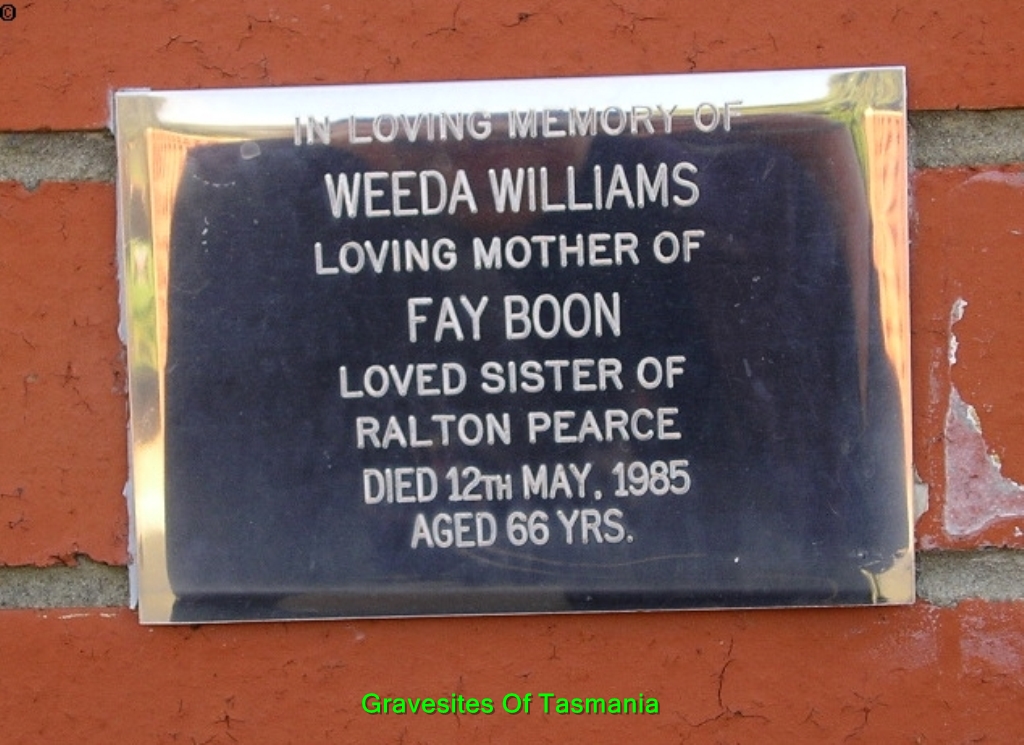 ©
IN LOVING MEMORY OF
WEEDA WILLIAMS
LOVING MOTHER OF
FAY BOON
LOVED SISTER OF
RALTON PEARCE
DIED 12TH MAY. 1985
AGED 66 YRS.
Gravesites Of Tasmania